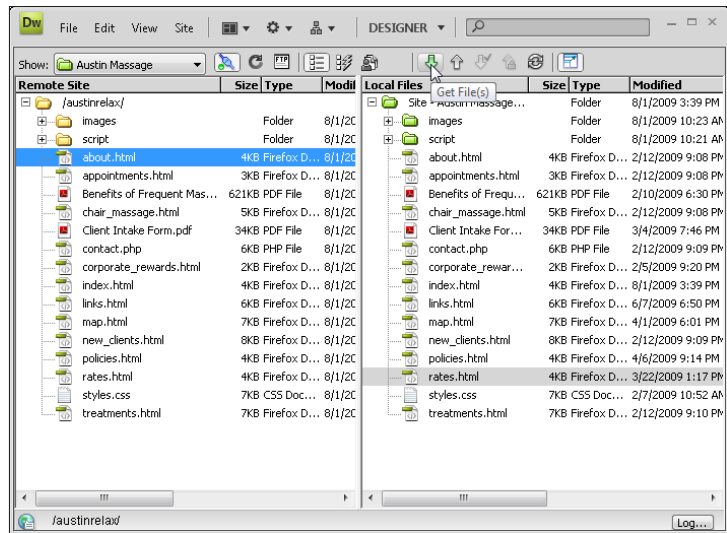 Dw File Edit View Site DESIGNER
Show: Austin Massage FTP
Get File(s)
Remote Site Size Type Modif Local Files Size Type Modified
/austinrelax/ Site - Austin Massage... Folder 8/1/2009 3:39 PM
images Folder 8/1/20 images Folder 8/1/2009 10:23 AM
script Folder 8/1/20 script Folder 8/1/2009 10:21 AM
about.html 4KB Firefox D... 8/1/20 about.html 4KB Firefox D... 2/12/2009 9:08 PM
appointments.html 3KB Firefox D... 8/1/20 appointments.html 3KB Firefox D... 2/12/2009 9:08 PM
Benefits of Frequent Mas... 621KB PDF File 8/1/20 Benefits of Frequ... 621KB PDF File 2/10/2009 6:30 PM
chair_massage.html 5KB Firefox D... 8/1/20 chair_massage.html 5KB Firefox D... 2/12/2009 9:08 PM
Client Intake Form.pdf 34KB PDF File 8/1/20 Client Intake For... 34KB PDF File 3/4/2009 7:46 PM
contact.php 6KB PHP File 8/1/20 contact.php 6KB PHP File 2/12/2009 9:09 PM
corporate_rewards.html 2KB Firefox D... 8/1/20 corporate_rewar... 2KB Firefox D... 2/5/2009 9:20 PM
index.html 4KB Firefox D... 8/1/20 index.html 4KB Firefox D... 8/1/2009 3:39 PM
links.html 6KB Firefox D... 8/1/20 links.html 6KB Firefox D... 6/7/2009 6:50 PM
map.html 7KB Firefox D... 8/1/20 map.html 7KB Firefox D... 4/1/2009 6:01 PM
new_clients.html 8KB Firefox D... 8/1/20 new_clients.html 8KB Firefox D... 2/12/2009 9:09 PM
policies.html 4KB Firefox D... 8/1/20 policies.html 4KB Firefox D... 4/6/2009 9:14 PM
rates.html 4KB Firefox D... 8/1/20 rates.html 4KB Firefox D... 3/22/2009 1:17 PM
styles.css 7KB CSS Doc... 8/1/20 styles.css 7KB CSS Doc... 2/7/2009 10:52 AM
treatments.html 7KB Firefox D... 8/1/20 treatments.html 7KB Firefox D... 2/12/2009 9:10 PM
/austinrelax/ Log...